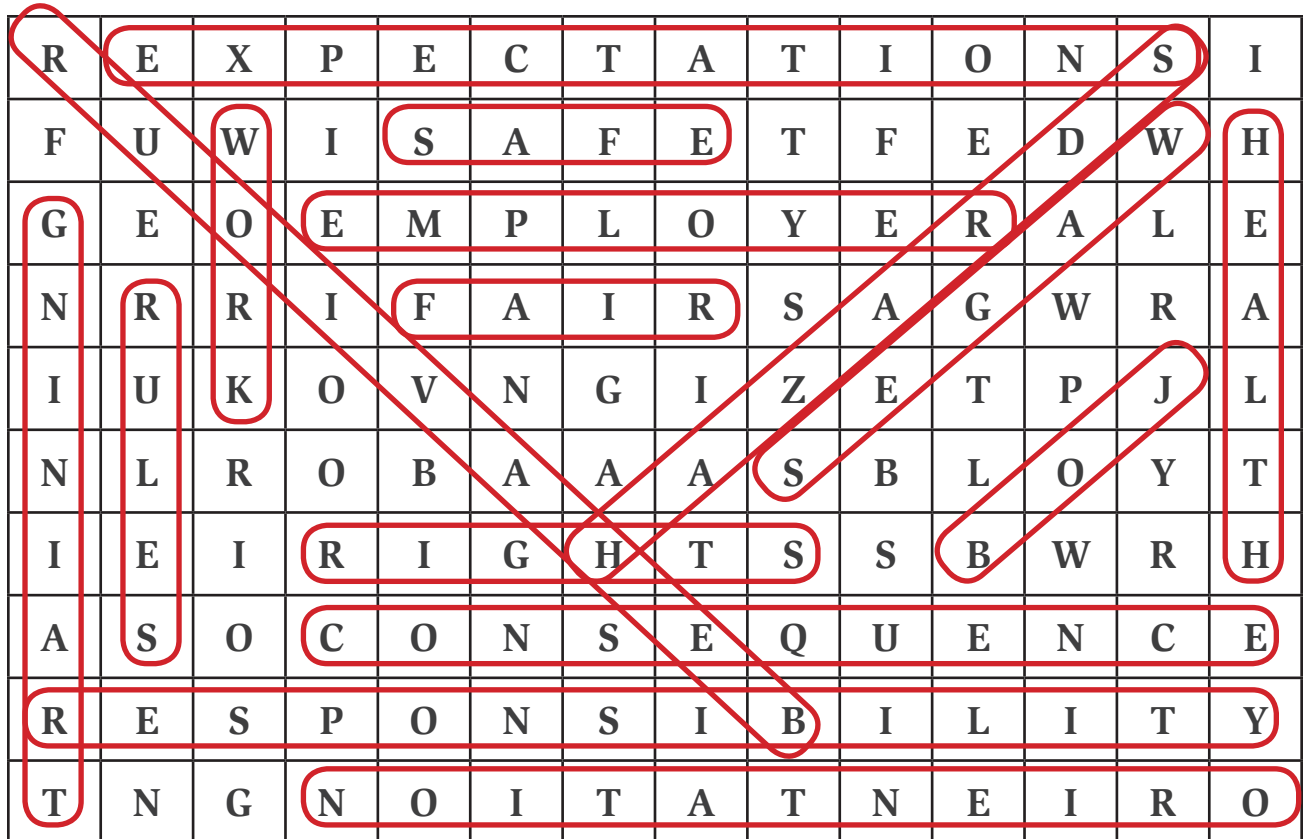 R E X P E C T A T I O N S I
F U W I S A F E T F E D W H
G E O E M P L O Y E R A L E
N R R I F A I R S A G W R A
I U K O V N G I Z E T P J L
N L R O B A A A S B L O Y T
I E I R I G H T S S B W R H
A S O C O N S E Q U E N C E
R E S P O N S I B I L I T Y
T N G N O I T A T N E I R O